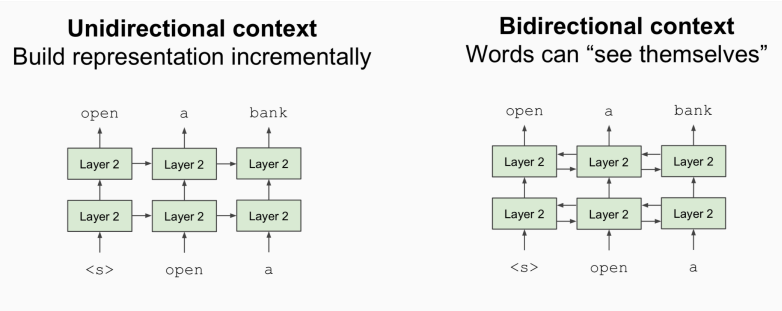 Unidirectional context
Build representation incrementally
open a bank
Layer 2 Layer 2 Layer 2
Layer 2 Layer 2 Layer 2
<s> open a
Bidirectional context
Words can “see themselves”
open a bank
Layer 2 Layer 2 Layer 2
Layer 2 Layer 2 Layer 2
<s> open a